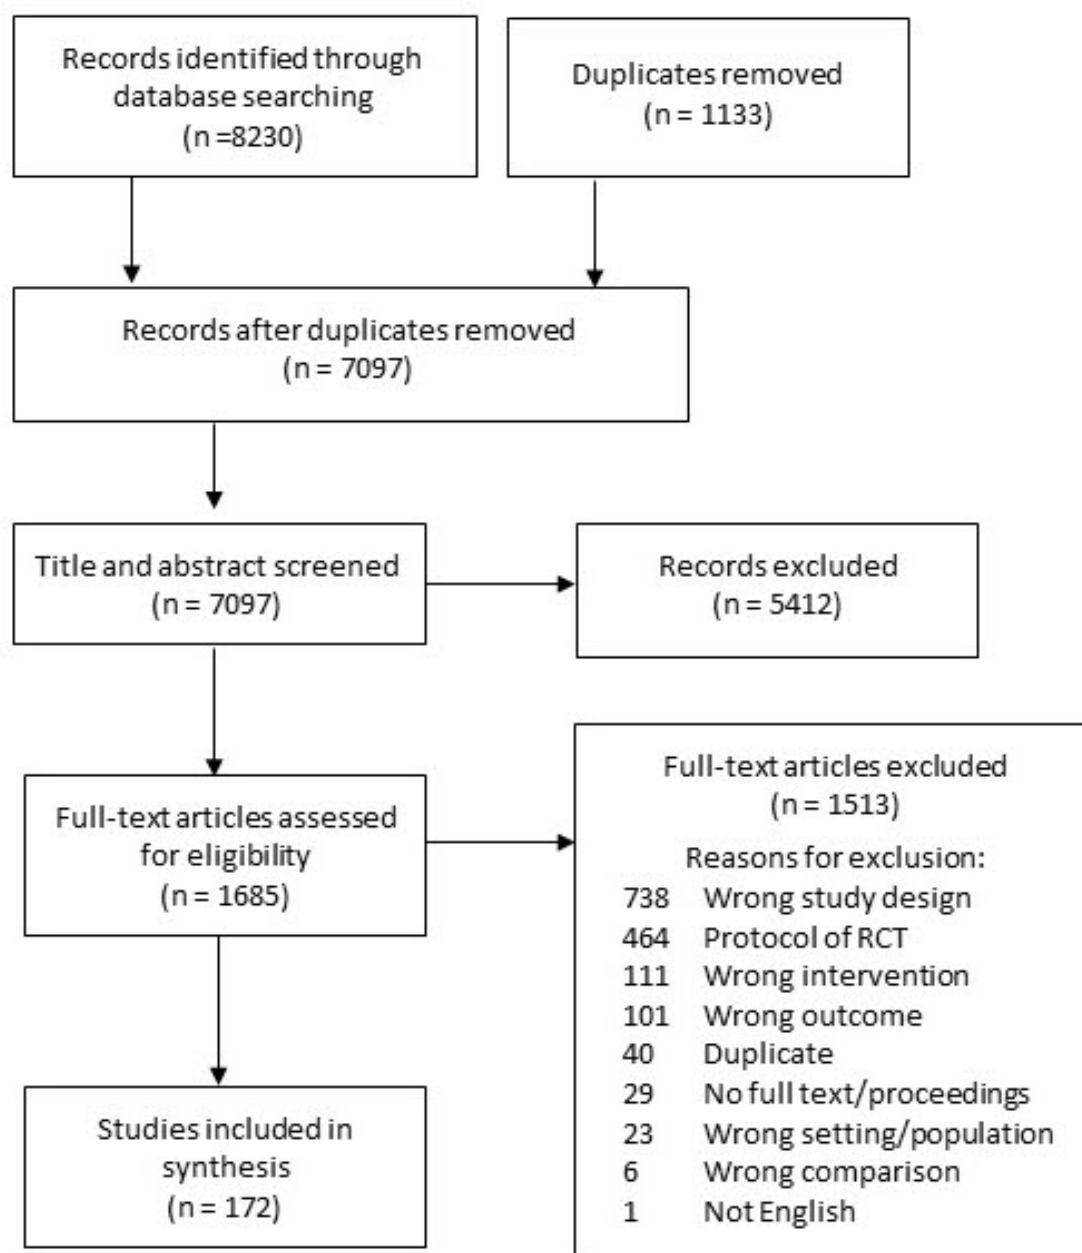 Records identified through
database searching
(n =8230)
Duplicates removed
(n = 1133)
Records after duplicates removed
(n = 7097)
Title and abstract screened
(n = 7097)
Records excluded
(n = 5412)
Full-text articles assessed
for eligibility
(n = 1685)
Full-text articles excluded
(n = 1513)
Reasons for exclusion:
738 Wrong study design
464 Protocol of RCT
111 Wrong intervention
101 Wrong outcome
40 Duplicate
29 No full text/proceedings
23 Wrong setting/population
6 Wrong comparison
1 Not English
Studies included in
synthesis
(n = 172)